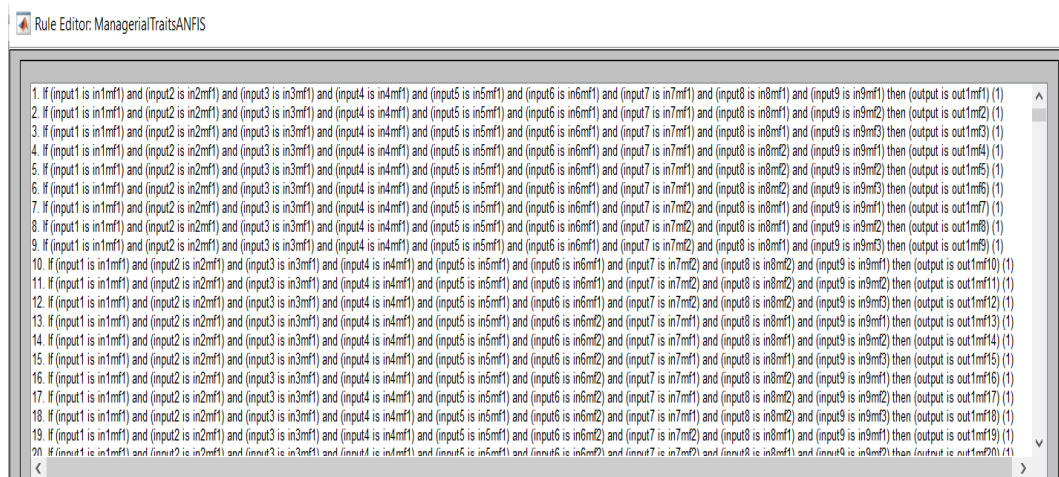 Rule Editor: ManagerialTraitsANFIS
1. If (input1 is in1mf1) and (input2 is in2mf1) and (input3 is in3mf1) and (input4 is in4mf1) and (input5 is in5mf1) and (input6 is in6mf1) and (input7 is in7mf1) and (input8 is in8mf1) and (input9 is in9mf1) then (output is out1mf1) (1)
2. If (input1 is in1mf1) and (input2 is in2mf1) and (input3 is in3mf1) and (input4 is in4mf1) and (input5 is in5mf1) and (input6 is in6mf1) and (input7 is in7mf1) and (input8 is in8mf1) and (input9 is in9mf2) then (output is out1mf2) (1)
3. If (input1 is in1mf1) and (input2 is in2mf1) and (input3 is in3mf1) and (input4 is in4mf1) and (input5 is in5mf1) and (input6 is in6mf1) and (input7 is in7mf1) and (input8 is in8mf1) and (input9 is in9mf3) then (output is out1mf3) (1)
4. If (input1 is in1mf1) and (input2 is in2mf1) and (input3 is in3mf1) and (input4 is in4mf1) and (input5 is in5mf1) and (input6 is in6mf1) and (input7 is in7mf1) and (input8 is in8mf2) and (input9 is in9mf1) then (output is out1mf4) (1)
5. If (input1 is in1mf1) and (input2 is in2mf1) and (input3 is in3mf1) and (input4 is in4mf1) and (input5 is in5mf1) and (input6 is in6mf1) and (input7 is in7mf1) and (input8 is in8mf2) and (input9 is in9mf2) then (output is out1mf5) (1)
6. If (input1 is in1mf1) and (input2 is in2mf1) and (input3 is in3mf1) and (input4 is in4mf1) and (input5 is in5mf1) and (input6 is in6mf1) and (input7 is in7mf1) and (input8 is in8mf2) and (input9 is in9mf3) then (output is out1mf6) (1)
7. If (input1 is in1mf1) and (input2 is in2mf1) and (input3 is in3mf1) and (input4 is in4mf1) and (input5 is in5mf1) and (input6 is in6mf1) and (input7 is in7mf2) and (input8 is in8mf1) and (input9 is in9mf1) then (output is out1mf7) (1)
8. If (input1 is in1mf1) and (input2 is in2mf1) and (input3 is in3mf1) and (input4 is in4mf1) and (input5 is in5mf1) and (input6 is in6mf1) and (input7 is in7mf2) and (input8 is in8mf1) and (input9 is in9mf2) then (output is out1mf8) (1)
9. If (input1 is in1mf1) and (input2 is in2mf1) and (input3 is in3mf1) and (input4 is in4mf1) and (input5 is in5mf1) and (input6 is in6mf1) and (input7 is in7mf2) and (input8 is in8mf1) and (input9 is in9mf3) then (output is out1mf9) (1)
10. If (input1 is in1mf1) and (input2 is in2mf1) and (input3 is in3mf1) and (input4 is in4mf1) and (input5 is in5mf1) and (input6 is in6mf1) and (input7 is in7mf2) and (input8 is in8mf2) and (input9 is in9mf1) then (output is out1mf10) (1)
11. If (input1 is in1mf1) and (input2 is in2mf1) and (input3 is in3mf1) and (input4 is in4mf1) and (input5 is in5mf1) and (input6 is in6mf1) and (input7 is in7mf2) and (input8 is in8mf2) and (input9 is in9mf2) then (output is out1mf11) (1)
12. If (input1 is in1mf1) and (input2 is in2mf1) and (input3 is in3mf1) and (input4 is in4mf1) and (input5 is in5mf1) and (input6 is in6mf1) and (input7 is in7mf2) and (input8 is in8mf2) and (input9 is in9mf3) then (output is out1mf12) (1)
13. If (input1 is in1mf1) and (input2 is in2mf1) and (input3 is in3mf1) and (input4 is in4mf1) and (input5 is in5mf1) and (input6 is in6mf2) and (input7 is in7mf1) and (input8 is in8mf1) and (input9 is in9mf1) then (output is out1mf13) (1)
14. If (input1 is in1mf1) and (input2 is in2mf1) and (input3 is in3mf1) and (input4 is in4mf1) and (input5 is in5mf1) and (input6 is in6mf2) and (input7 is in7mf1) and (input8 is in8mf1) and (input9 is in9mf2) then (output is out1mf14) (1)
15. If (input1 is in1mf1) and (input2 is in2mf1) and (input3 is in3mf1) and (input4 is in4mf1) and (input5 is in5mf1) and (input6 is in6mf2) and (input7 is in7mf1) and (input8 is in8mf1) and (input9 is in9mf3) then (output is out1mf15) (1)
16. If (input1 is in1mf1) and (input2 is in2mf1) and (input3 is in3mf1) and (input4 is in4mf1) and (input5 is in5mf1) and (input6 is in6mf2) and (input7 is in7mf1) and (input8 is in8mf2) and (input9 is in9mf1) then (output is out1mf16) (1)
17. If (input1 is in1mf1) and (input2 is in2mf1) and (input3 is in3mf1) and (input4 is in4mf1) and (input5 is in5mf1) and (input6 is in6mf2) and (input7 is in7mf1) and (input8 is in8mf2) and (input9 is in9mf2) then (output is out1mf17) (1)
18. If (input1 is in1mf1) and (input2 is in2mf1) and (input3 is in3mf1) and (input4 is in4mf1) and (input5 is in5mf1) and (input6 is in6mf2) and (input7 is in7mf1) and (input8 is in8mf2) and (input9 is in9mf3) then (output is out1mf18) (1)
19. If (input1 is in1mf1) and (input2 is in2mf1) and (input3 is in3mf1) and (input4 is in4mf1) and (input5 is in5mf1) and (input6 is in6mf2) and (input7 is in7mf2) and (input8 is in8mf1) and (input9 is in9mf1) then (output is out1mf19) (1)
20. If (input1 is in1mf1) and (input2 is in2mf1) and (input3 is in3mf1) and (input4 is in4mf1) and (input5 is in5mf1) and (input6 is in6mf2) and (input7 is in7mf2) and (input8 is in8mf1) and (input9 is in9mf2) then (output is out1mf20) (1)